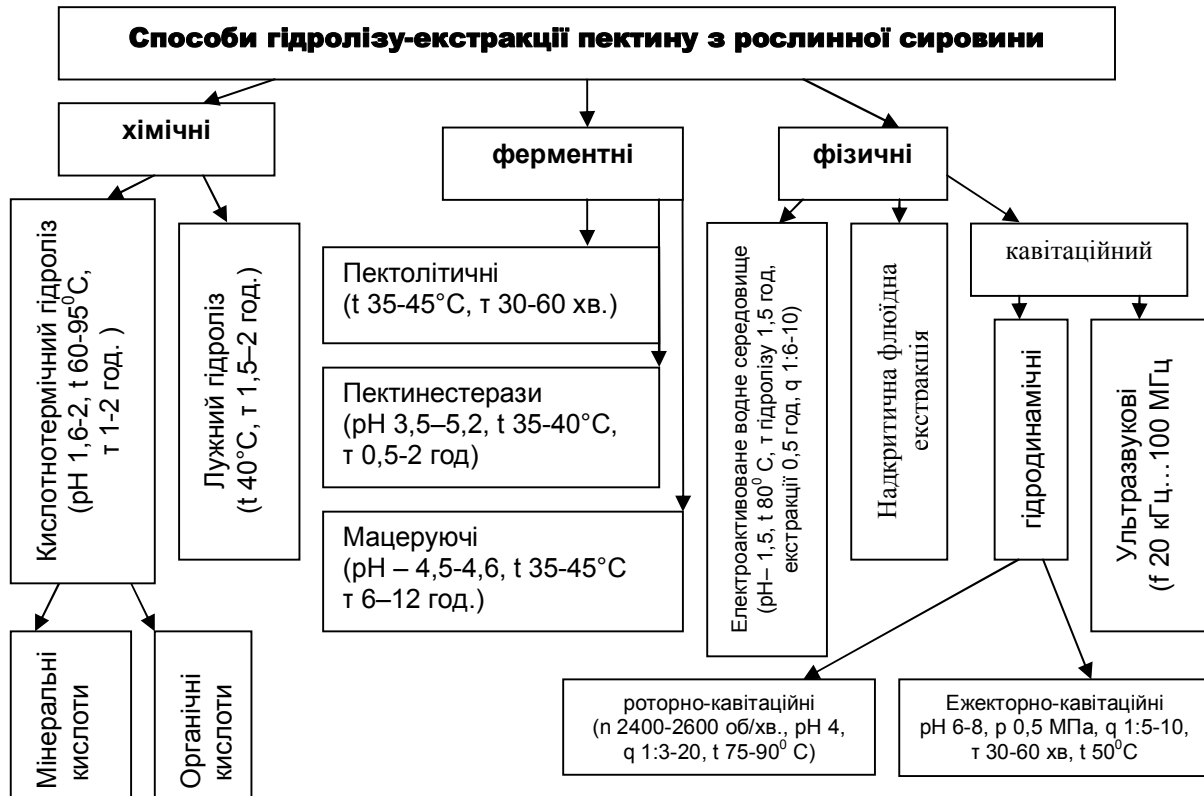 Способи гідролізу-екстракції пектину з рослинної сировини
хімічні
ферментні
фізичні
Кислотнотермічний гідроліз
(pH 1,6-2, t 60-95⁰С,
τ 1-2 год. )
Лужний гідроліз
(t 40°С, τ 1,5–2 год.)
Мінеральні
кислоти
Органічні
кислоти
Пектолітичні
(t 35-45°С, τ 30-60 хв.)
Пектинестерази
(рН 3,5–5,2, t 35-40°С,
τ 0,5-2 год)
Мацеруючі
(рН – 4,5-4,6, t 35-45°С
τ 6–12 год.)
Електроактивоване водне середовище
(рН– 1,5, t 80⁰ С, τ гідролізу 1,5 год,
екстракції 0,5 год, q 1:6-10)
Надкритична флюїдна
екстракція
кавітаційний
гідродинамічні
Ультразвукові
(f 20 кГц…100 МГц)
роторно-кавітаційні
(n 2400-2600 об/хв., рН 4,
q 1:3-20, t 75-90⁰ С)
Ежекторно-кавітаційні
рН 6-8, р 0,5 МПа, q 1:5-10,
τ 30-60 хв, t 50⁰С